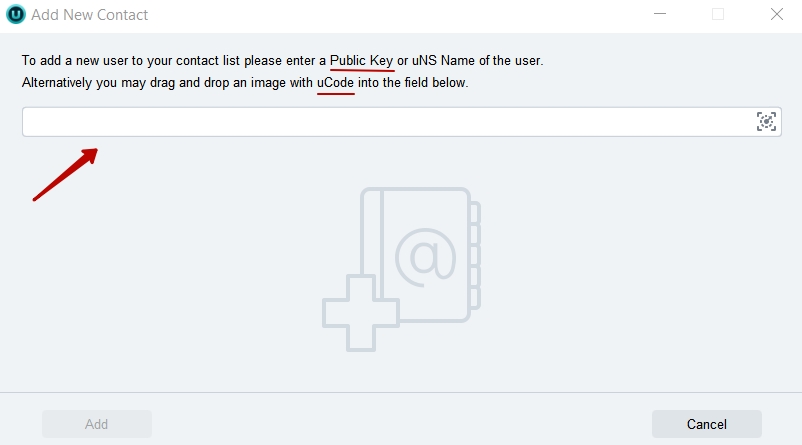 U Add New Contact
To add a new user to your contact list please enter a Public Key or uNS Name of the user.
Alternatively you may drag and drop an image with uCode into the field below.
@
Add
Cancel